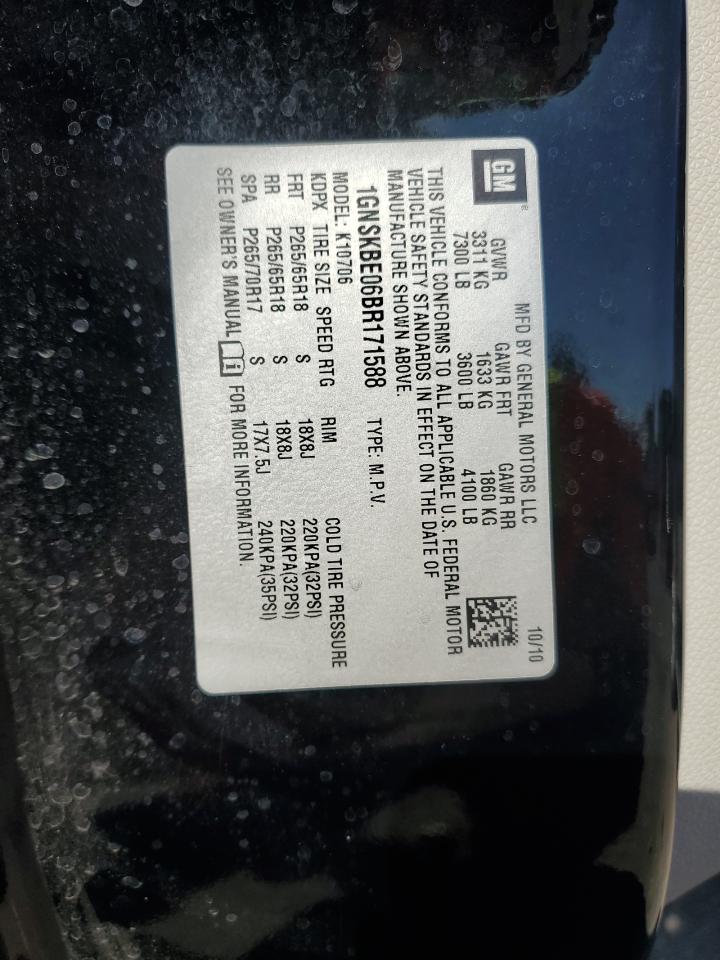 GM®
MFD BY GENERAL MOTORS LLC 10/10
GVWR GAWR FRT GAWR RR
3311 KG 1633 KG 1860 KG
7300 LB 3600 LB 4100 LB
THIS VEHICLE CONFORMS TO ALL APPLICABLE U.S. FEDERAL MOTOR
VEHICLE SAFETY STANDARDS IN EFFECT ON THE DATE OF
MANUFACTURE SHOWN ABOVE.
1GNSKBE06BR171588 TYPE: M.P.V.
MODEL: K10706
KDPX TIRE SIZE SPEED RTG RIM COLD TIRE PRESSURE
FRT P265/65R18 S 18X8J 220KPA(32PSI)
RR P265/65R18 S 18X8J 220KPA(32PSI)
SPA P265/70R17 S 17X7.5J 240KPA(35PSI)
SEE OWNER'S MANUAL i FOR MORE INFORMATION.